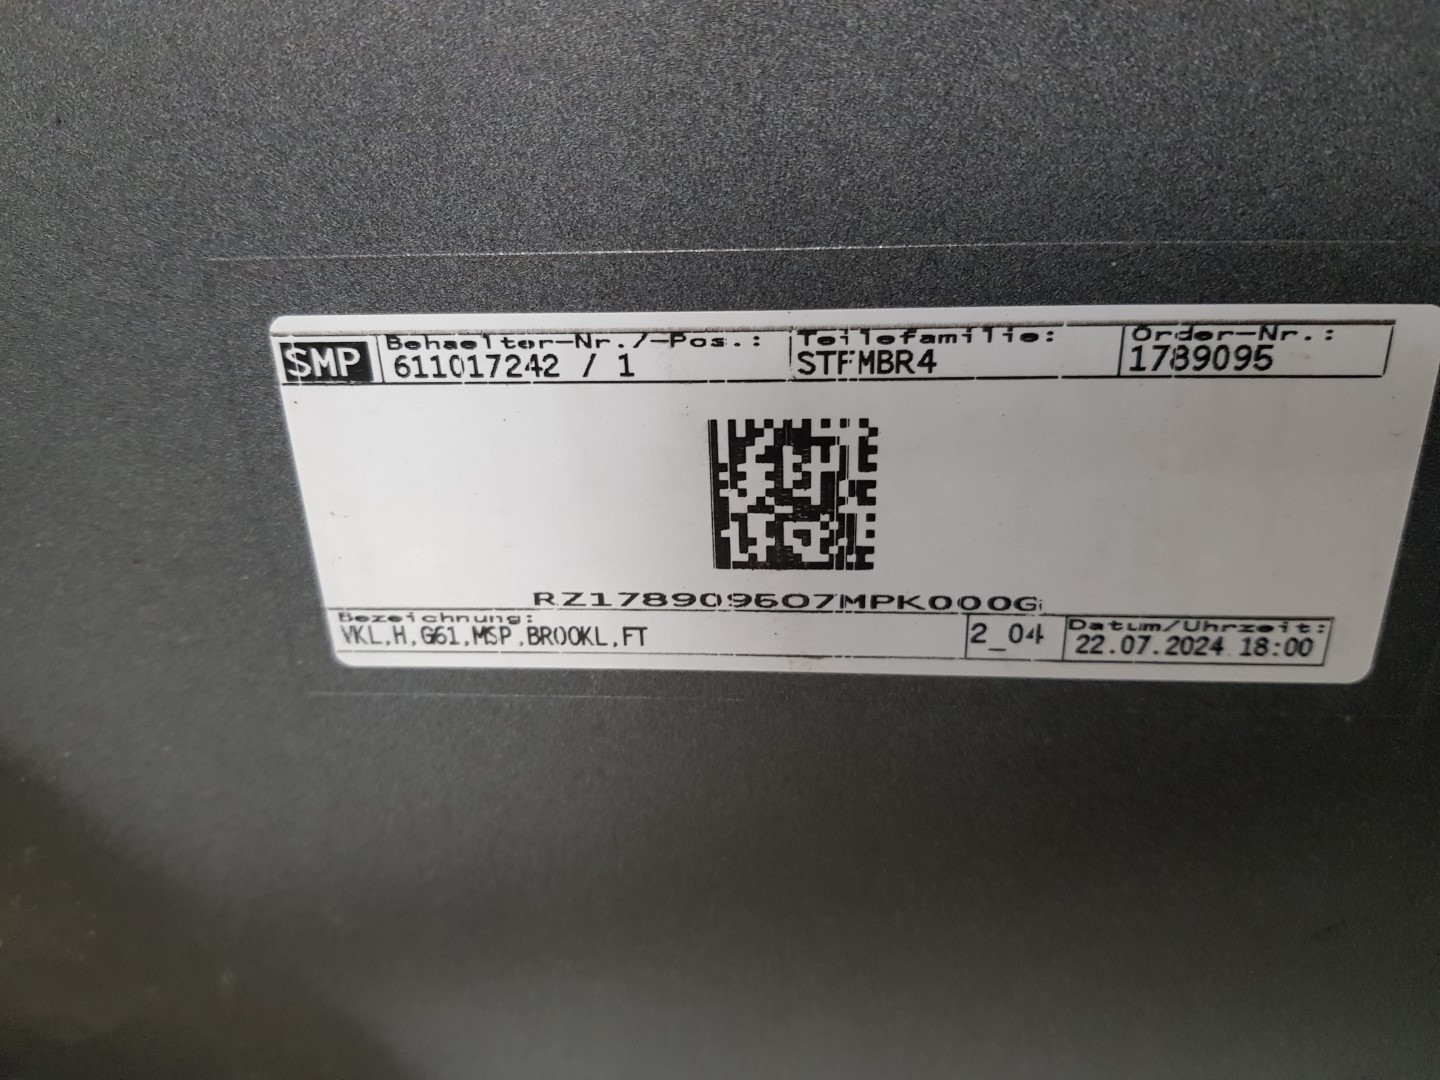 SMP Behaelter-Nr./-Pos.: Teilefamilie: Order-Nr.:
611017242 / 1 STFMBR4 1789095
RZ178909507MPK000G
Bezeichnung: Datum/Uhrzeit:
VKL,H,G61,MSP,BROOKL,FT 2_04 22.07.2024 18:00